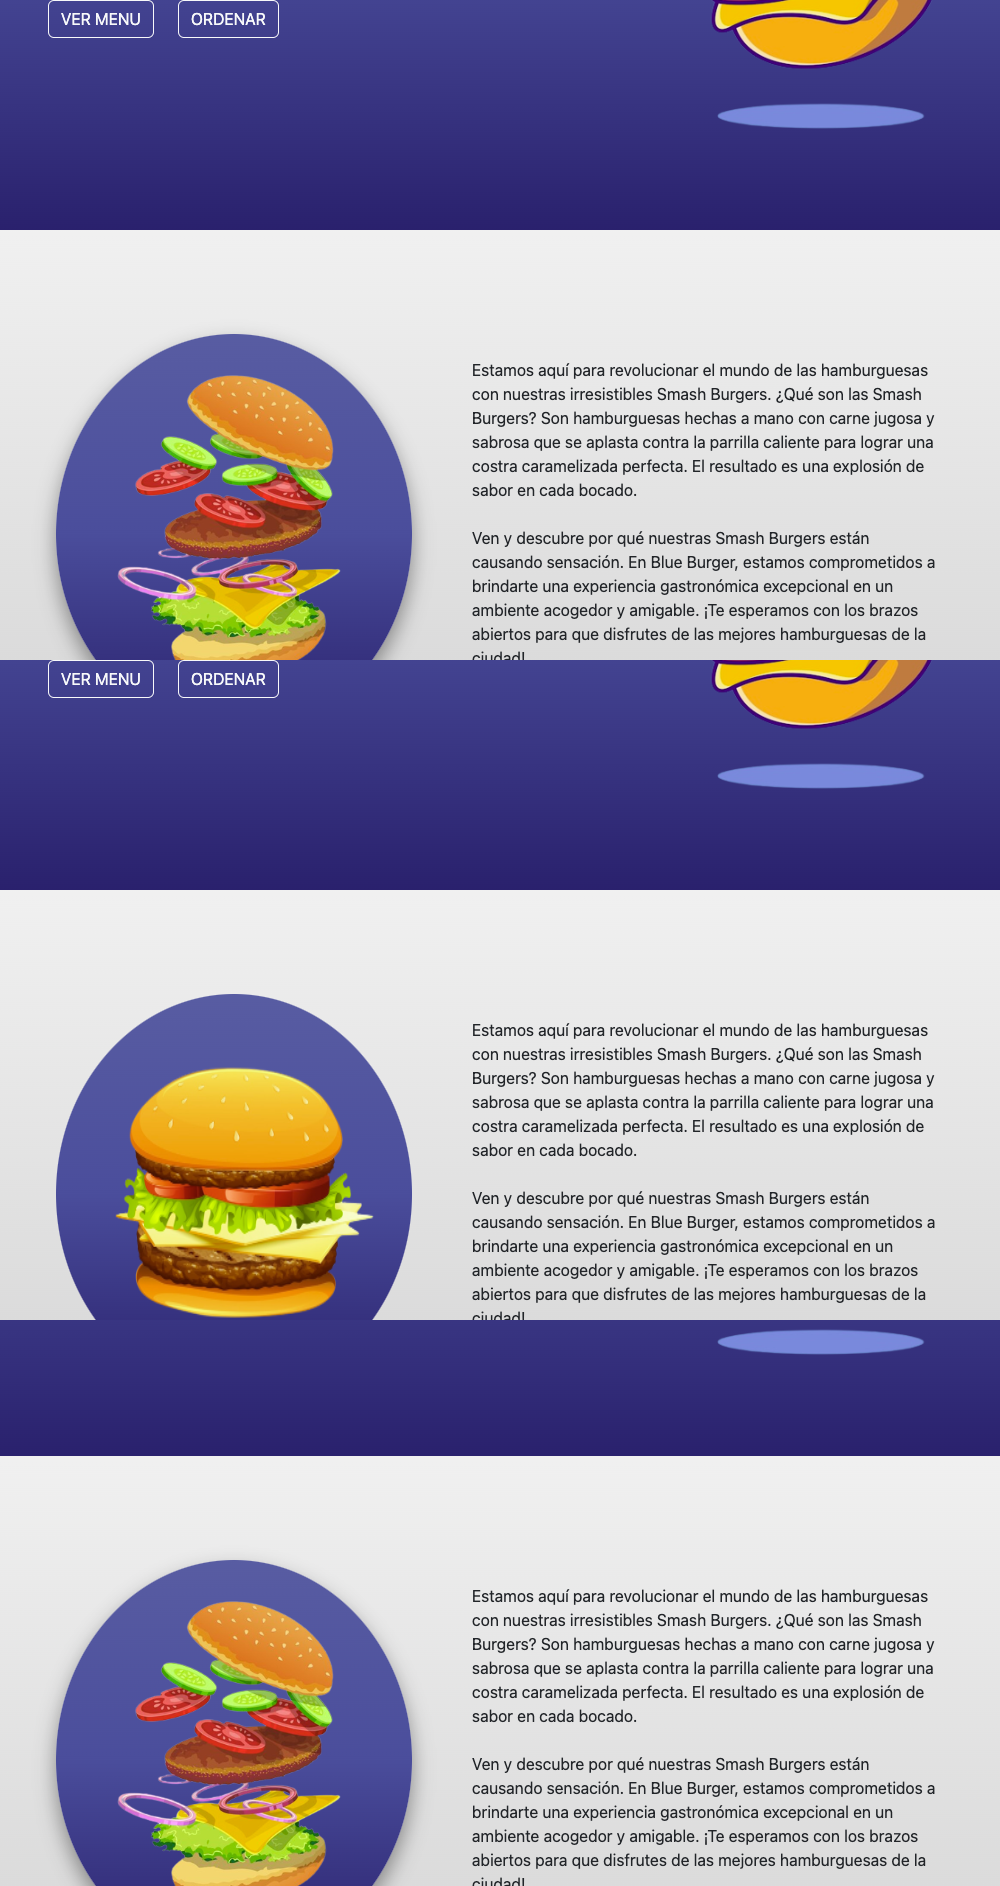 VER MENU ORDENAR
Estamos aquí para revolucionar el mundo de las hamburguesas
con nuestras irresistibles Smash Burgers. ¿Qué son las Smash
Burgers? Son hamburguesas hechas a mano con carne jugosa y
sabrosa que se aplasta contra la parrilla caliente para lograr una
costra caramelizada perfecta. El resultado es una explosión de
sabor en cada bocado.
Ven y descubre por qué nuestras Smash Burgers están
causando sensación. En Blue Burger, estamos comprometidos a
brindarte una experiencia gastronómica excepcional en un
ambiente acogedor y amigable. ¡Te esperamos con los brazos
abiertos para que disfrutes de las mejores hamburguesas de la
ciudad!
VER MENU ORDENAR
Estamos aquí para revolucionar el mundo de las hamburguesas
con nuestras irresistibles Smash Burgers. ¿Qué son las Smash
Burgers? Son hamburguesas hechas a mano con carne jugosa y
sabrosa que se aplasta contra la parrilla caliente para lograr una
costra caramelizada perfecta. El resultado es una explosión de
sabor en cada bocado.
Ven y descubre por qué nuestras Smash Burgers están
causando sensación. En Blue Burger, estamos comprometidos a
brindarte una experiencia gastronómica excepcional en un
ambiente acogedor y amigable. ¡Te esperamos con los brazos
abiertos para que disfrutes de las mejores hamburguesas de la
ciudad!
Estamos aquí para revolucionar el mundo de las hamburguesas
con nuestras irresistibles Smash Burgers. ¿Qué son las Smash
Burgers? Son hamburguesas hechas a mano con carne jugosa y
sabrosa que se aplasta contra la parrilla caliente para lograr una
costra caramelizada perfecta. El resultado es una explosión de
sabor en cada bocado.
Ven y descubre por qué nuestras Smash Burgers están
causando sensación. En Blue Burger, estamos comprometidos a
brindarte una experiencia gastronómica excepcional en un
ambiente acogedor y amigable. ¡Te esperamos con los brazos
abiertos para que disfrutes de las mejores hamburguesas de la
ciudad!